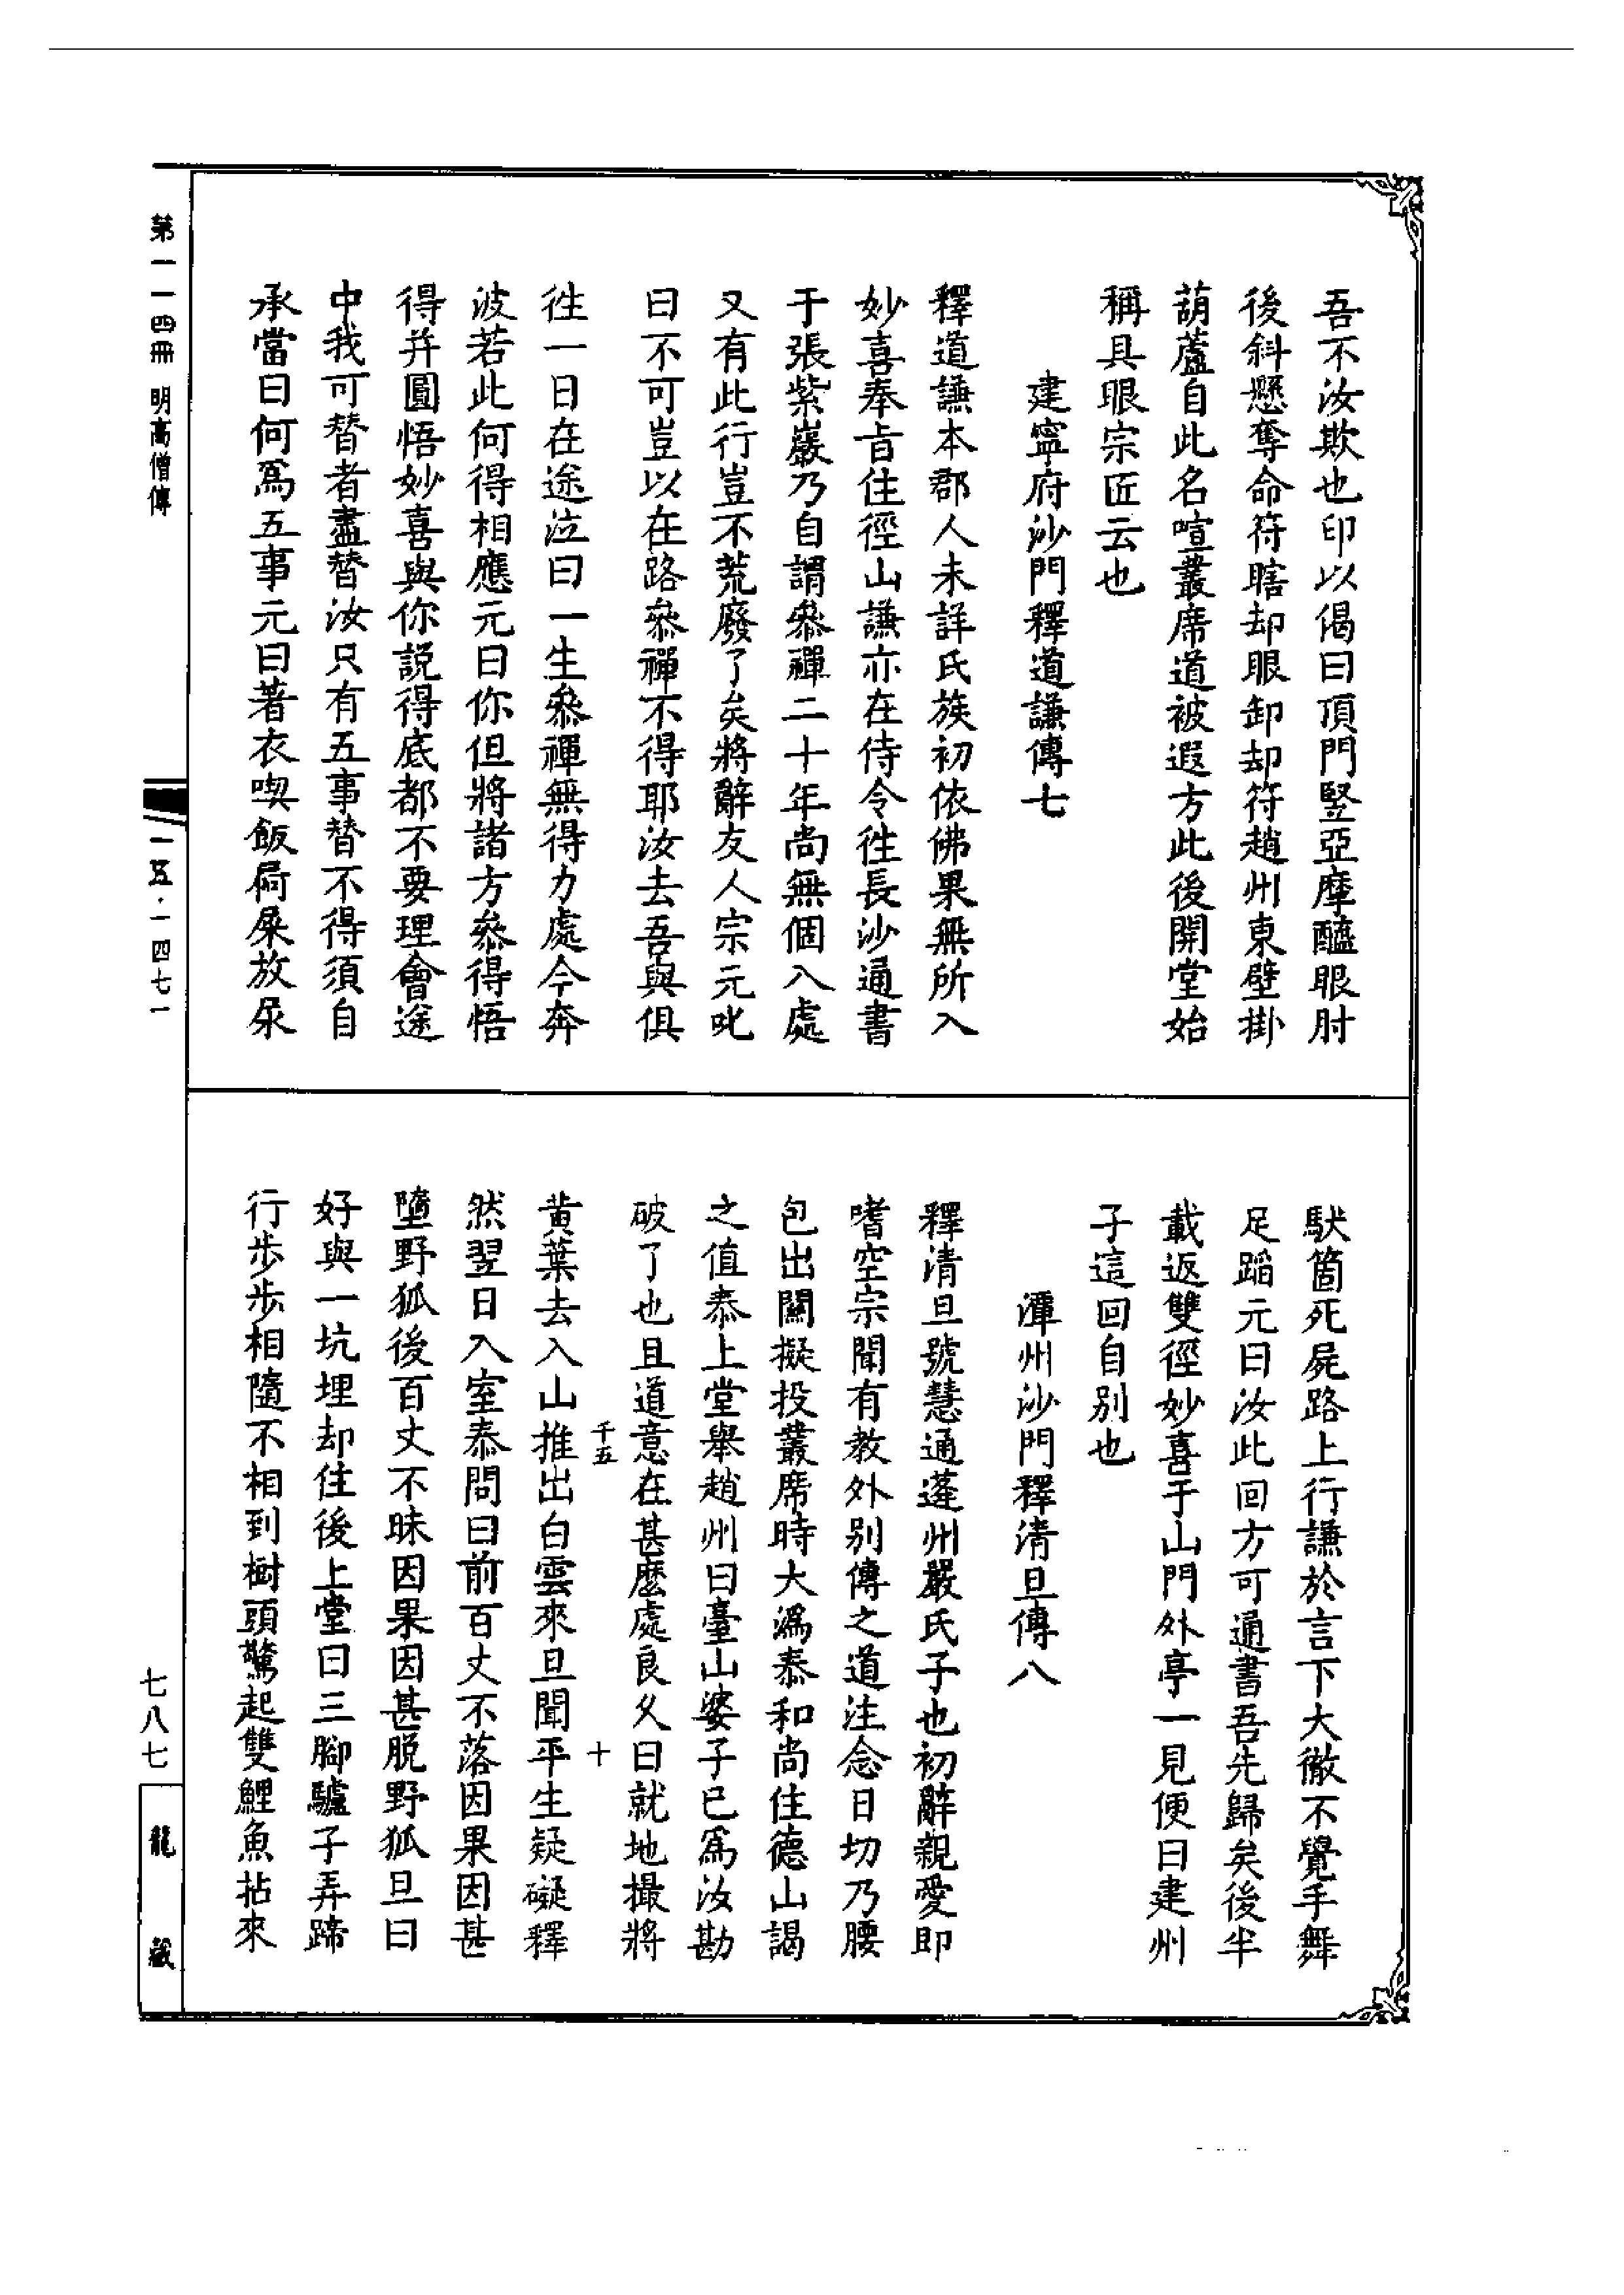 吾不汝欺也印以偈曰頂門竪亞摩醯眼肘
後斜懸奪命符瞎却眼卸却符趙州東壁掛
葫蘆自此名喧叢席道被遐方此後開堂始
稱具眼宗匠云也
建寧府沙門釋道謙傳七
釋道謙本郡人未詳氏族初依佛果無所入
妙喜奉旨住徑山謙亦在侍令徃長沙通書
于張紫巖乃自謂叅禪二十年尚無個入處
又有此行豈不荒廢了矣將辭友人宗元叱
曰不可豈以在路叅禪不得耶汝去吾與俱
徃一日在途泣曰一生叅禪無得力處今奔
波若此何得相應元曰你但將諸方叅得悟
得并圓悟妙喜與你説得底都不要理會途
中我可替者盡替汝只有五事替不得須自
承當曰何爲五事元曰著衣喫飯屙屎放尿
馱箇死屍路上行謙於言下大徹不覺手舞
足蹈元曰汝此回方可通書吾先歸矣後半
載返雙徑妙喜于山門外亭一見便曰建州
子這回自別也
潭州沙門釋清旦傳八
釋清旦號慧通蓬州嚴氏子也初辭親愛即
嗜空宗聞有教外別傳之道注念日切乃腰
包出關擬投叢席時大溈泰和尚住德山謁
之值泰上堂舉趙州曰臺山婆子已爲汝勘
破了也且道意在甚麼處良久曰就地撮將
千五 十
黄葉去入山推出白雲來旦聞平生疑礙釋
然翌日入室泰問曰前百丈不落因果因甚
墮野狐後百丈不昧因果因甚脱野狐旦曰
好與一坑埋却住後上堂曰三脚驢子弄蹄
行步步相隨不相到樹頭驚起雙鯉魚拈來
第一一四冊 明高僧傳
一五·一四七一
七八七
龍藏